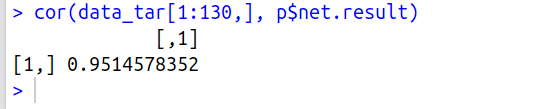 > cor(data_tar[1:130,], p$net.result)
[,1]
[1,] 0.9514578352
>